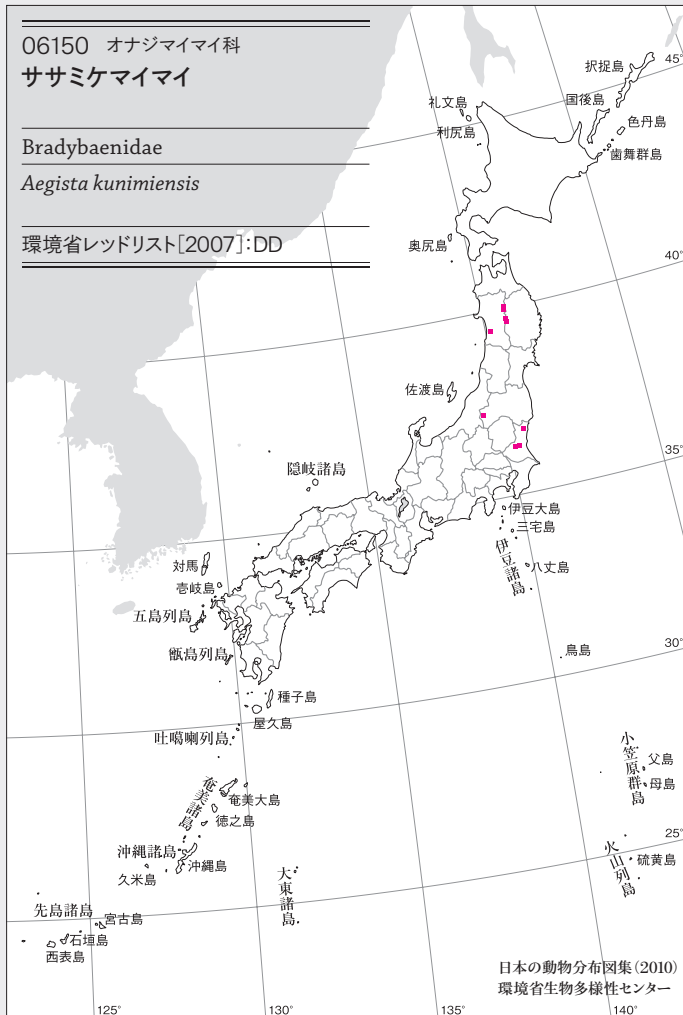 06150 オナジマイマイ科
ササミケマイマイ
Bradybaenidae
Aegista kunimiensis
環境省レッドリスト[2007]:DD
択捉島
45°
礼文島
国後島
利尻島
色丹島
歯舞群島
奥尻島
40°
佐渡島
35°
隠岐諸島
伊豆大島
三宅島
伊豆諸島
八丈島
対馬
壱岐島
五島列島
甑島列島
鳥島
30°
種子島
屋久島
吐噶喇列島
小笠原群島
父島
母島
奄美諸島
奄美大島
徳之島
25°
沖縄諸島
沖縄島
久米島
火山列島
硫黄島
大東諸島
先島諸島
宮古島
石垣島
西表島
日本の動物分布図集(2010)
環境省生物多様性センター
125°
130°
135°
140°